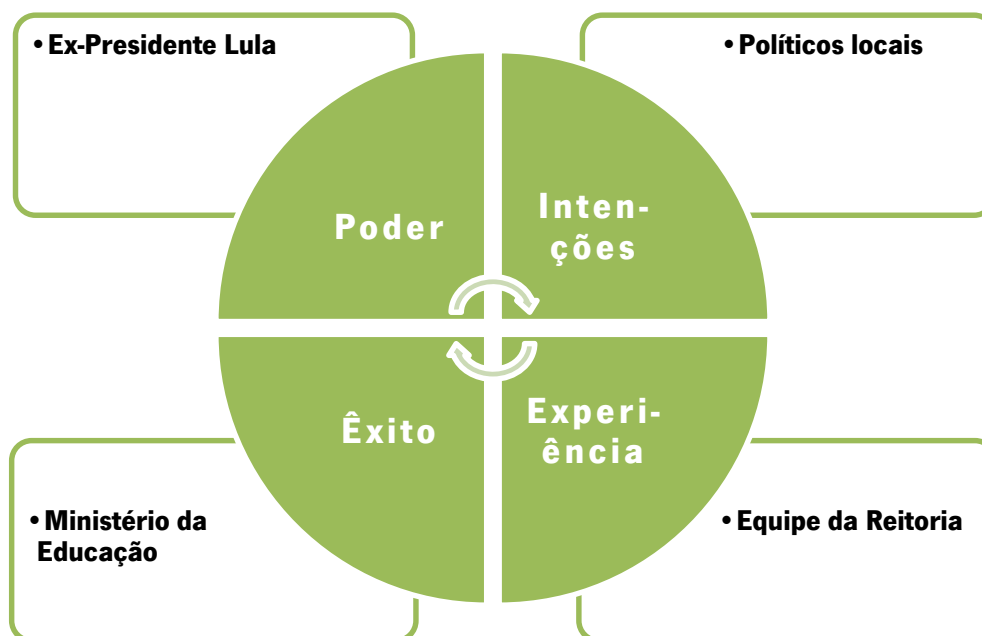 • Ex-Presidente Lula
• Políticos locais
Poder
Inten-
ções
Êxito
Experi-
ência
• Ministério da
Educação
• Equipe da Reitoria